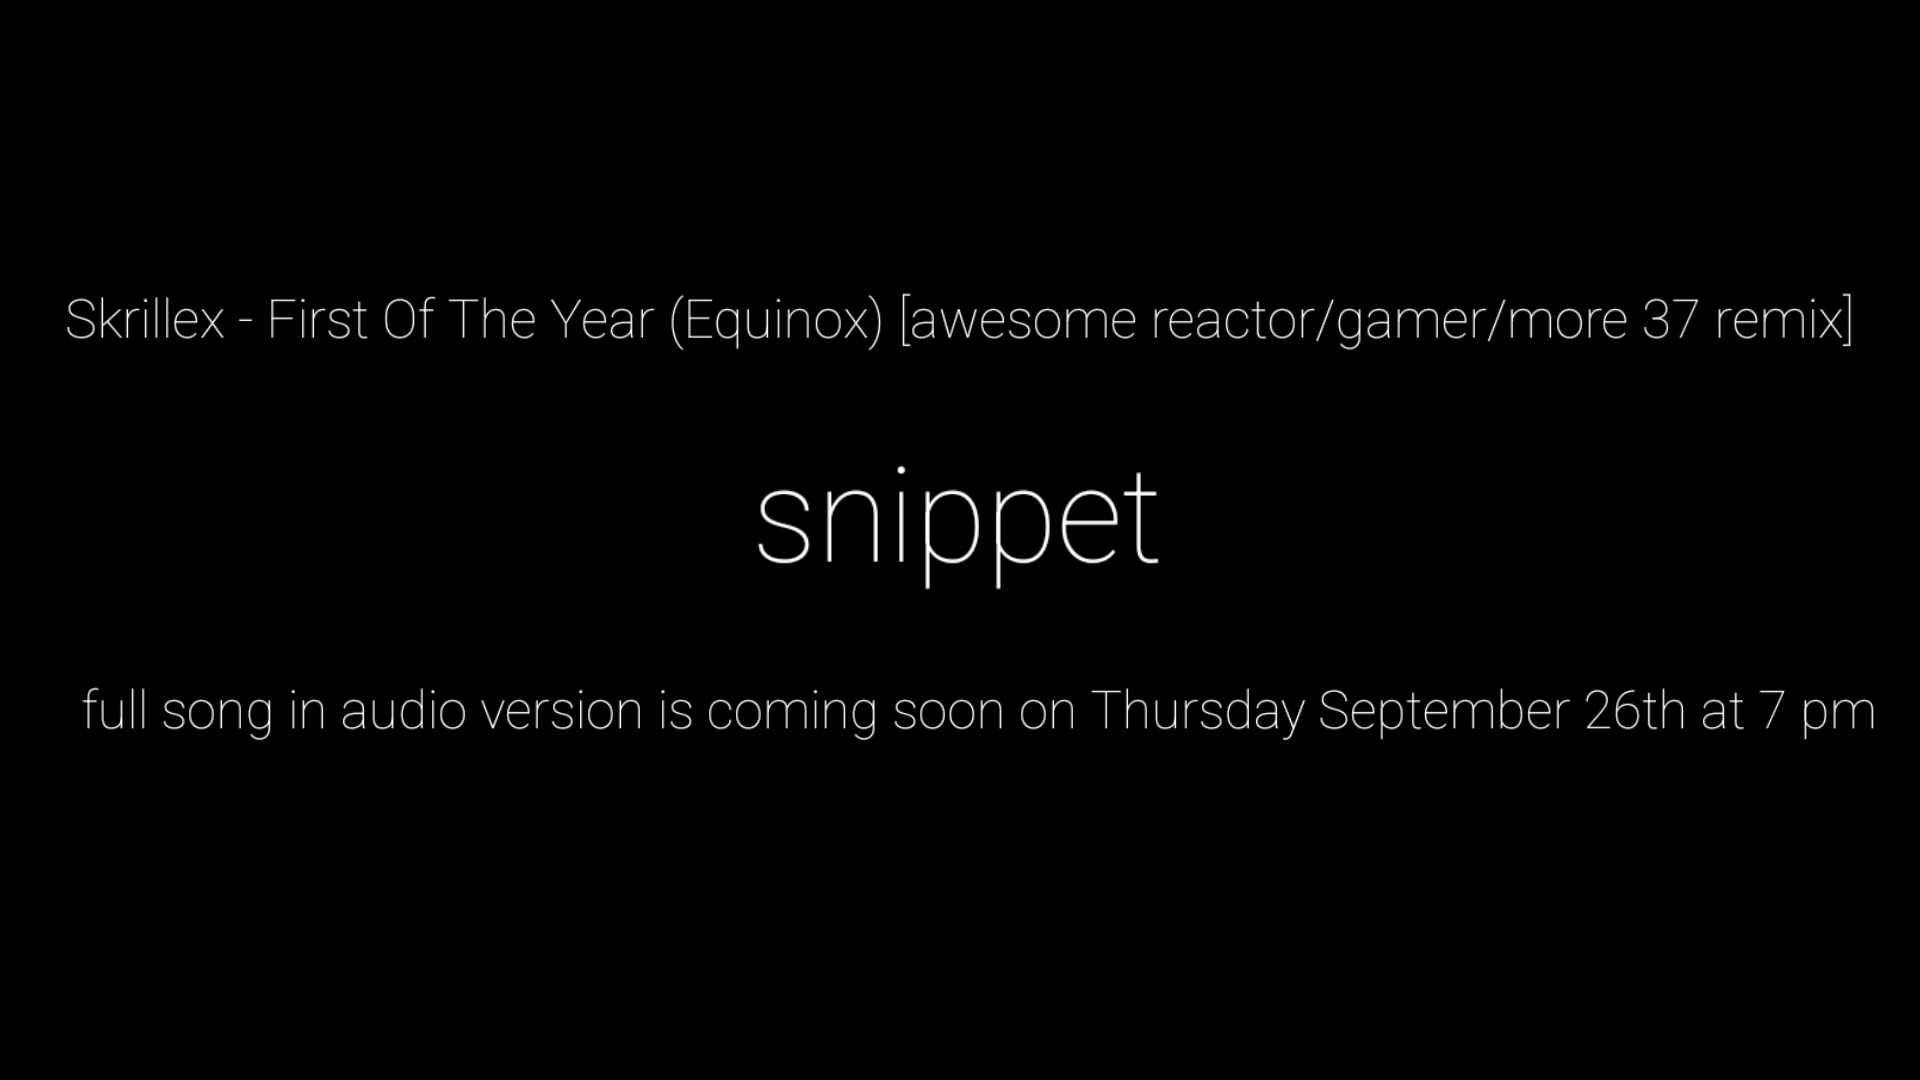 Skrillex - First Of The Year (Equinox) [awesome reactor/gamer/more 37 remix]
snippet
full song in audio version is coming soon on Thursday September 26th at 7 pm